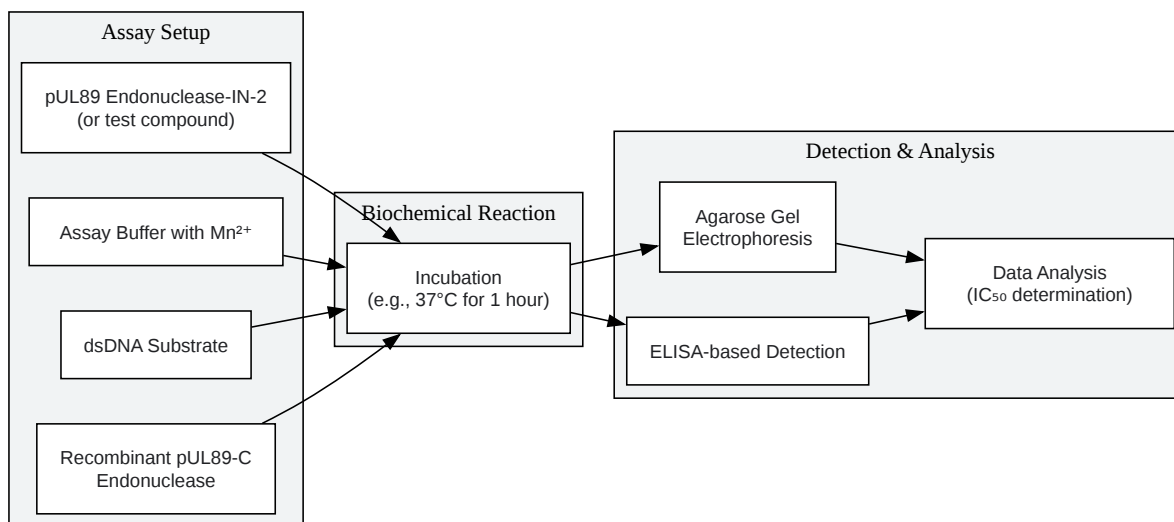 Assay Setup
pUL89 Endonuclease-IN-2
(or test compound)
Assay Buffer with Mn²⁺
dsDNA Substrate
Recombinant pUL89-C
Endonuclease
Biochemical Reaction
Incubation
(e.g., 37°C for 1 hour)
Detection & Analysis
Agarose Gel
Electrophoresis
ELISA-based Detection
Data Analysis
(IC₅₀ determination)